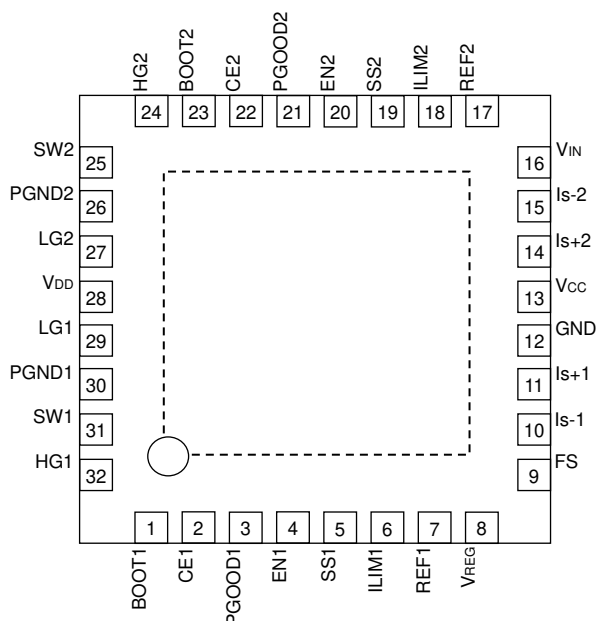 HG2 BOOT2 CE2 PGOOD2 EN2 SS2 ILIM2 REF2
24 23 22 21 20 19 18 17
SW2 25
PGND2 26
LG2 27
VDD 28
LG1 29
PGND1 30
SW1 31
HG1 32
16 VIN
15 Is-2
14 Is+2
13 VCC
12 GND
11 Is+1
10 Is-1
9 FS
1 2 3 4 5 6 7 8
BOOT1 CE1 PGOOD1 EN1 SS1 ILIM1 REF1 VREG